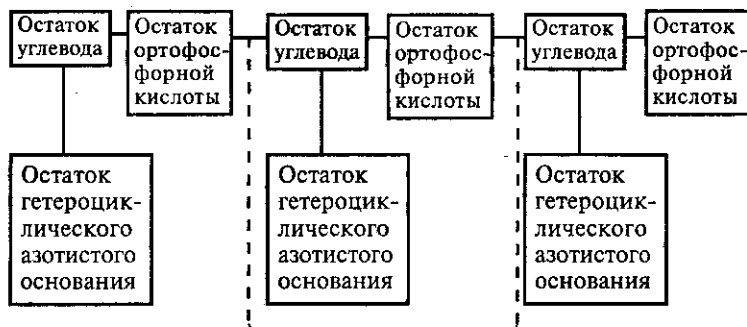 Остаток
углевода
Остаток
ортофос-
форной
кислоты
Остаток
углевода
Остаток
ортофос-
форной
кислоты
Остаток
углевода
Остаток
ортофос-
форной
кислоты
Остаток
гетероцик-
лического
азотистого
основания
Остаток
гетероцик-
лического
азотистого
основания
Остаток
гетероцик-
лического
азотистого
основания